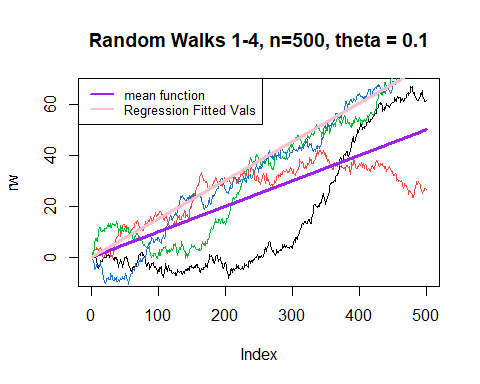 Random Walks 1-4, n=500, theta = 0.1
mean function
Regression Fitted Vals
rw
60
40
20
0
0 100 200 300 400 500
Index